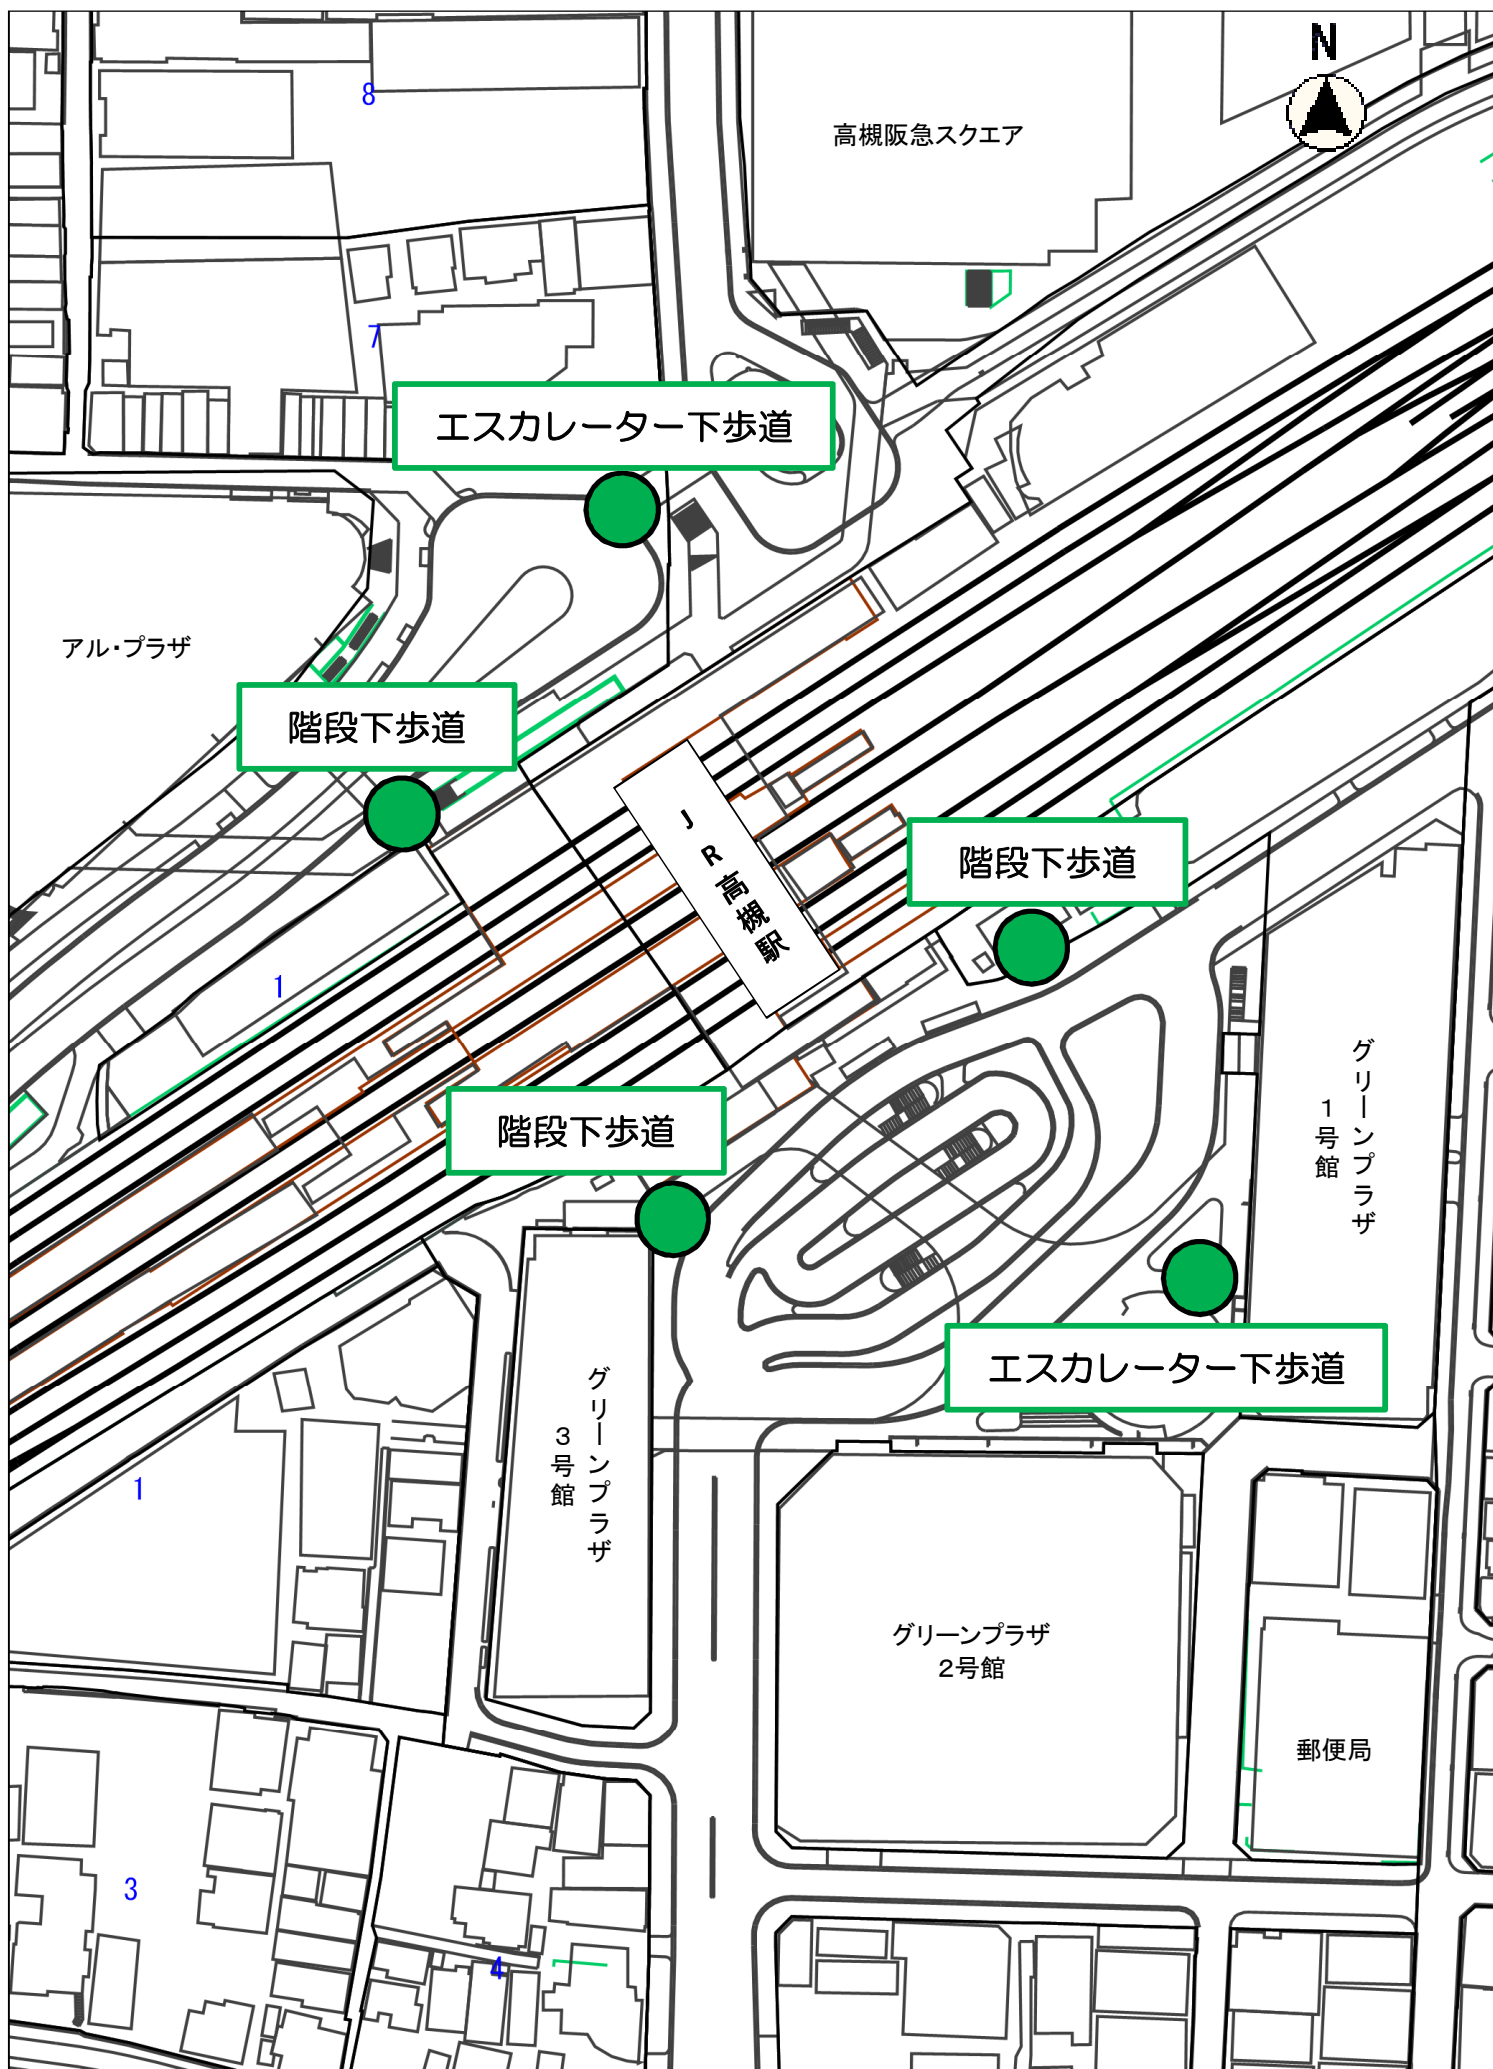 N
8
高槻阪急スクエア
7
エスカレーター下歩道
アル・プラザ
階段下歩道
JR高槻駅
階段下歩道
1
グリーンプラザ
1号館
階段下歩道
エスカレーター下歩道
グリーンプラザ
3号館
1
グリーンプラザ
2号館
郵便局
3
4